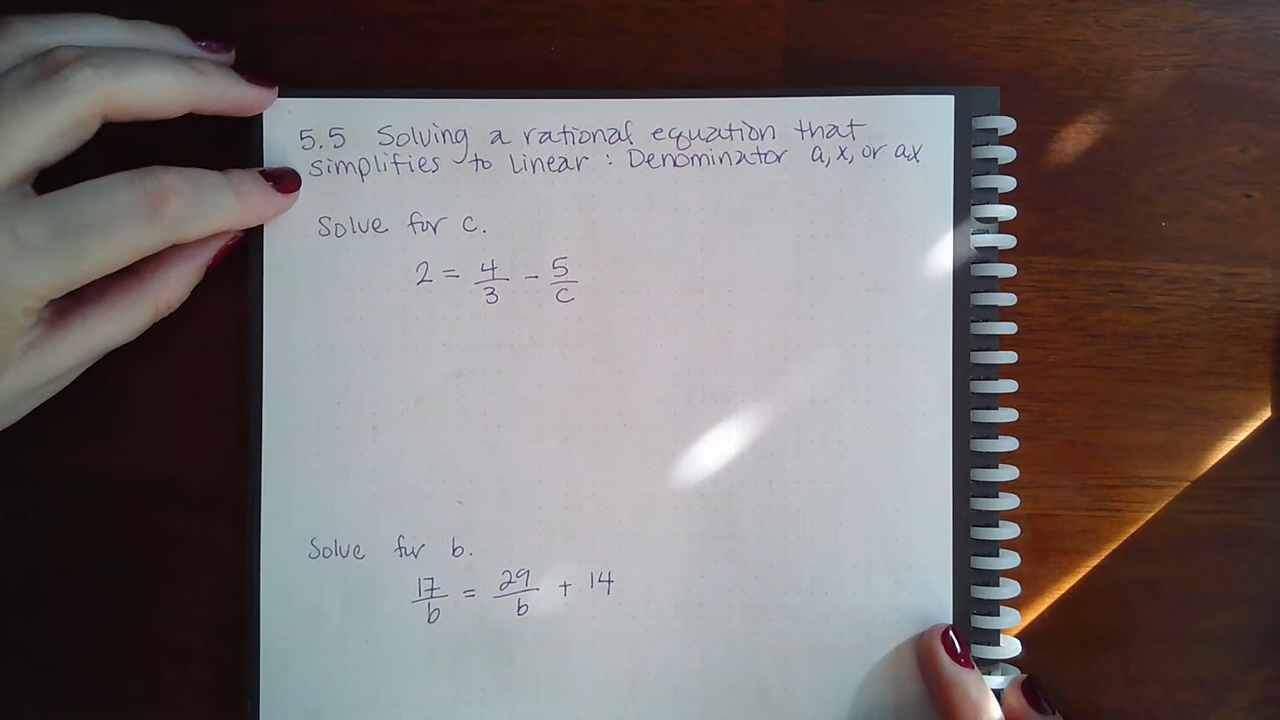 5.5 Solving a rational equation that
simplifies to linear : Denominator a, x, or ax
Solve for c.
2 = 4/3 - 5/c
Solve for b.
17/b = 29/b + 14